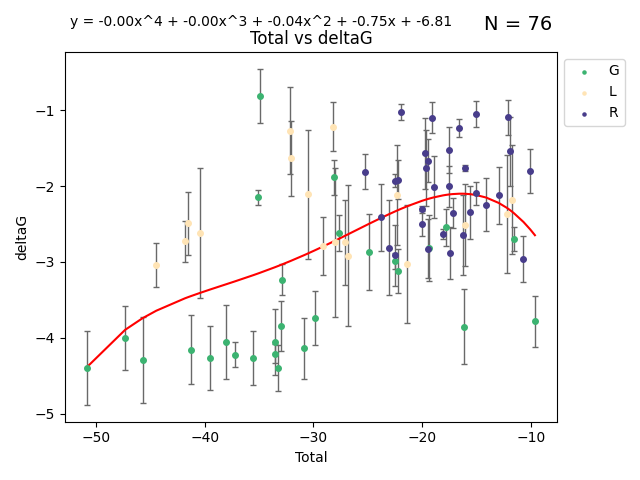 y = -0.00x^4 + -0.00x^3 + -0.04x^2 + -0.75x + -6.81
N = 76
Total vs deltaG
G
L
R
deltaG
−1
−2
−3
−4
−5
−50
−40
−30
−20
−10
Total